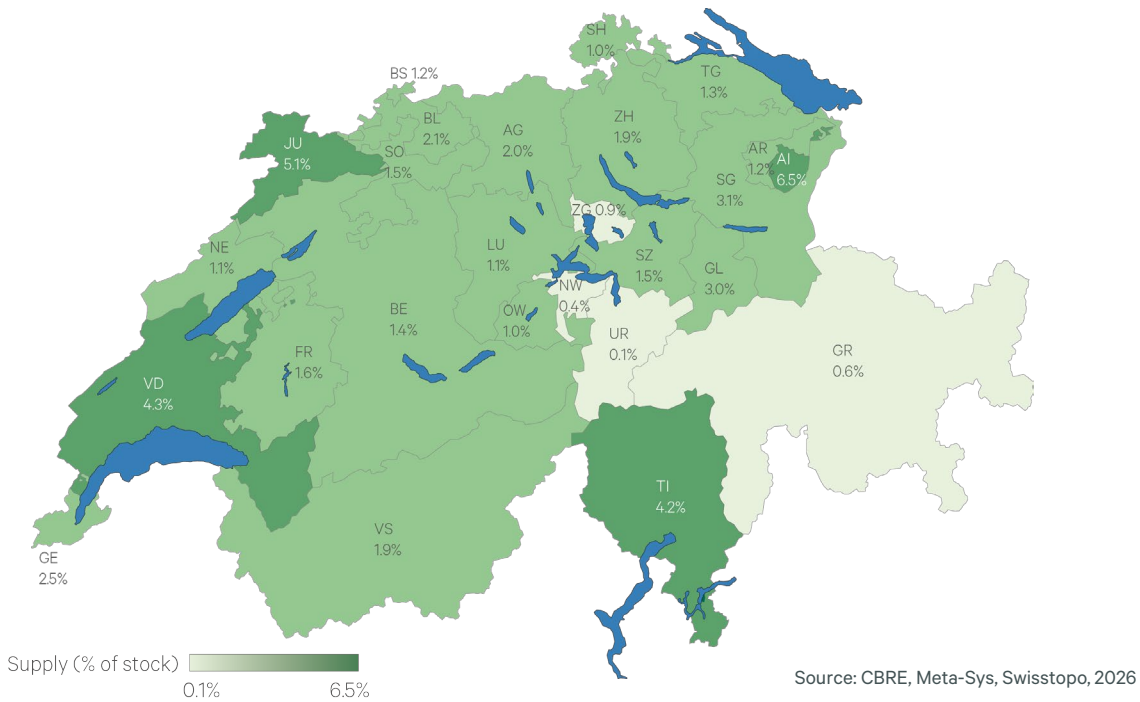 SH
1.0%
BS 1.2%
TG
1.3%
BL
2.1%
AG
2.0%
ZH
1.9%
JU
5.1%
SO
1.5%
AR
1.2%
AI
6.5%
SG
3.1%
ZG 0.9%
NE
1.1%
LU
1.1%
SZ
1.5%
GL
3.0%
NW
0.4%
BE
1.4%
OW
1.0%
UR
0.1%
FR
1.6%
GR
0.6%
VD
4.3%
TI
4.2%
VS
1.9%
GE
2.5%
Supply (% of stock)
0.1% 6.5%
Source: CBRE, Meta-Sys, Swisstopo, 2026